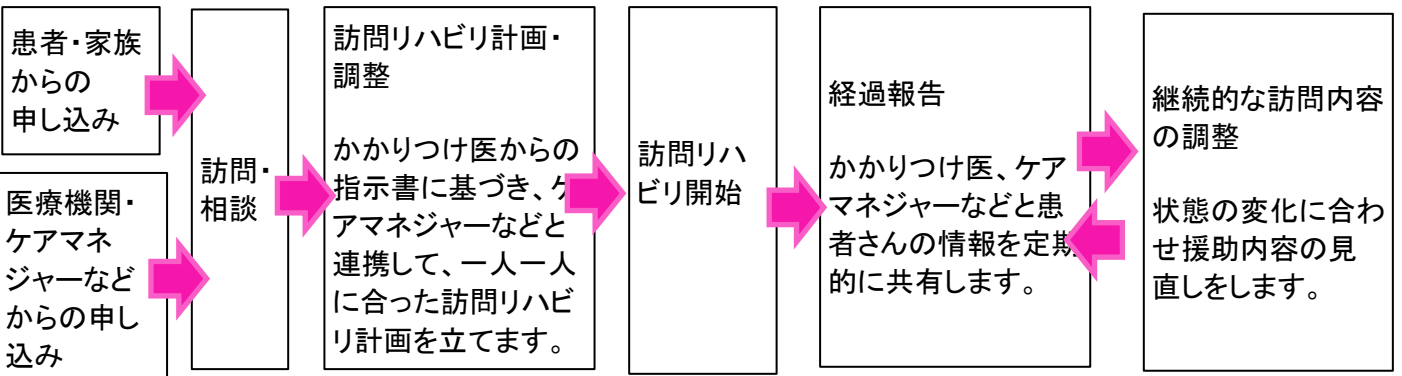 患者・家族
からの
申し込み
医療機関・
ケアマネ
ジャーなど
からの申し
込み
訪問・
相談
訪問リハビリ計画・
調整
かかりつけ医からの
指示書に基づき、ケ
アマネジャーなどと
連携して、一人一人
に合った訪問リハビ
リ計画を立てます。
訪問リハ
ビリ開始
経過報告
かかりつけ医、ケア
マネジャーなどと患
者さんの情報を定期
的に共有します。
継続的な訪問内容
の調整
状態の変化に合わ
せ援助内容の見
直しをします。